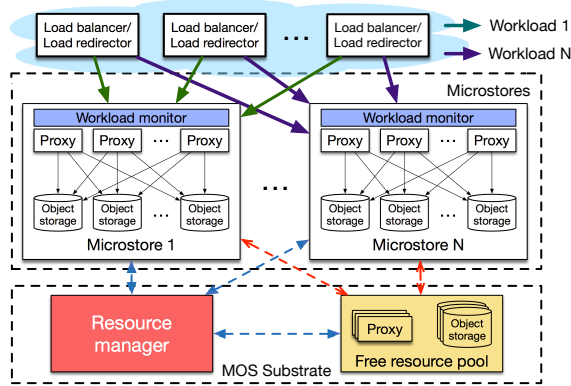 Load balancer/
Load redirector
Load balancer/
Load redirector
...
Load balancer/
Load redirector
Workload 1
Workload N
Microstores
Workload monitor
Proxy
Proxy
...
Proxy
Object
storage
Object
storage
...
Object
storage
Microstore 1
...
Workload monitor
Proxy
Proxy
...
Proxy
Object
storage
Object
storage
...
Object
storage
Microstore N
Resource
manager
Proxy
Object
storage
Free resource pool
MOS Substrate